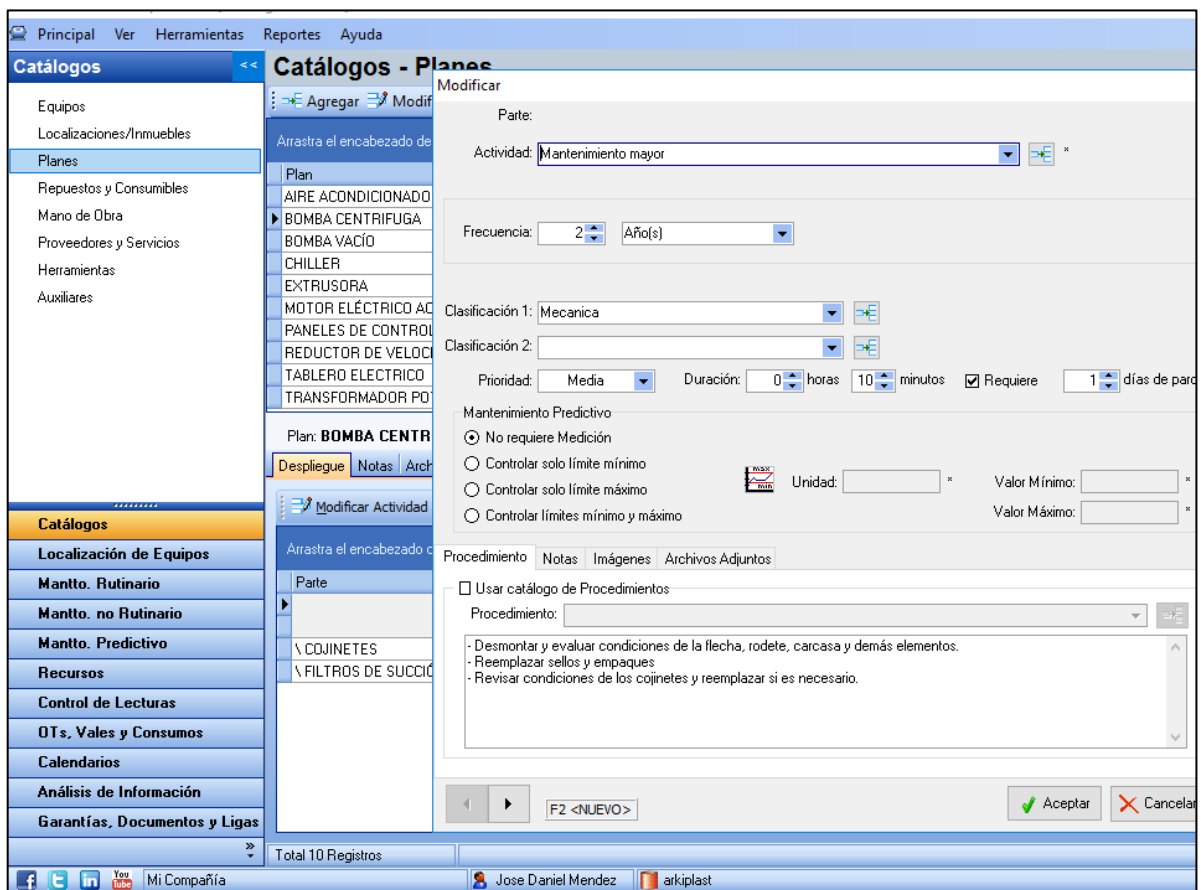 Principal Ver Herramientas Reportes Ayuda
Catálogos <<
Equipos
Localizaciones/Inmuebles
Planes
Repuestos y Consumibles
Mano de Obra
Proveedores y Servicios
Herramientas
Auxiliares
Catálogos
Localización de Equipos
Mantto. Rutinario
Mantto. no Rutinario
Mantto. Predictivo
Recursos
Control de Lecturas
OTs, Vales y Consumos
Calendarios
Análisis de Información
Garantías, Documentos y Ligas
Catálogos - Planes
Agregar Modif
Arrastra el encabezado de
Plan
AIRE ACONDICIONADO
BOMBA CENTRIFUGA
BOMBA VACÍO
CHILLER
EXTRUSORA
MOTOR ELÉCTRICO AC
PANELES DE CONTROL
REDUCTOR DE VELOCI
TABLERO ELECTRICO
TRANSFORMADOR POT
Plan: BOMBA CENTR
Despliegue Notas Arch
Modificar Actividad
Arrastra el encabezado d
Parte
\ COJINETES
\ FILTROS DE SUCCIÓ
Total 10 Registros
Modificar
Parte:
Actividad: Mantenimiento mayor *
Frecuencia: 2 Año(s)
Clasificación 1: Mecanica
Clasificación 2:
Prioridad: Media Duración: 0 horas 10 minutos Requiere 1 días de paro
Mantenimiento Predictivo
No requiere Medición
Controlar solo límite mínimo
Controlar solo límite máximo
Controlar límites mínimo y máximo
max
min
Unidad: * Valor Mínimo: *
Valor Máximo: *
Procedimiento Notas Imágenes Archivos Adjuntos
Usar catálogo de Procedimientos
Procedimiento:
- Desmontar y evaluar condiciones de la flecha, rodete, carcasa y demás elementos.
- Reemplazar sellos y empaques
- Revisar condiciones de los cojinetes y reemplazar si es necesario.
F2 <NUEVO> Aceptar Cancelar
f in You Tube Mi Compañía Jose Daniel Mendez arkiplast